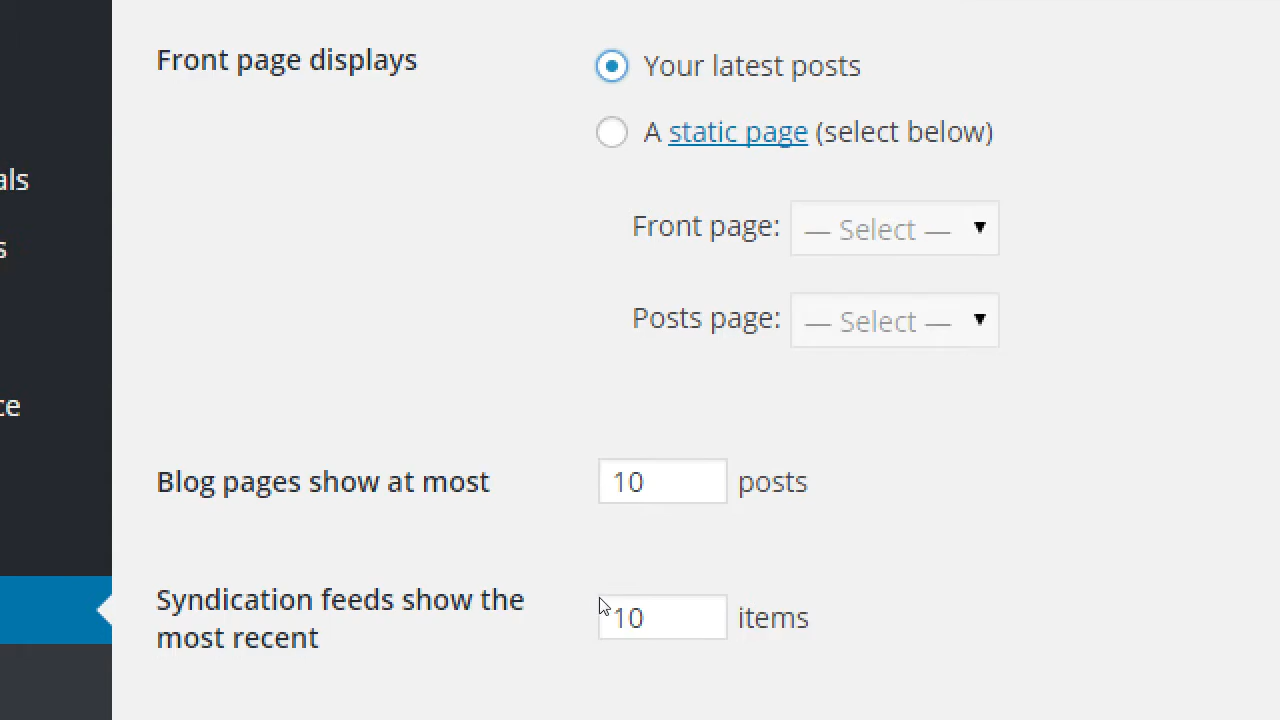 Front page displays
Your latest posts
A static page (select below)
als
s
Front page: — Select —
Posts page: — Select —
ce
Blog pages show at most 10 posts
Syndication feeds show the
most recent
10 items